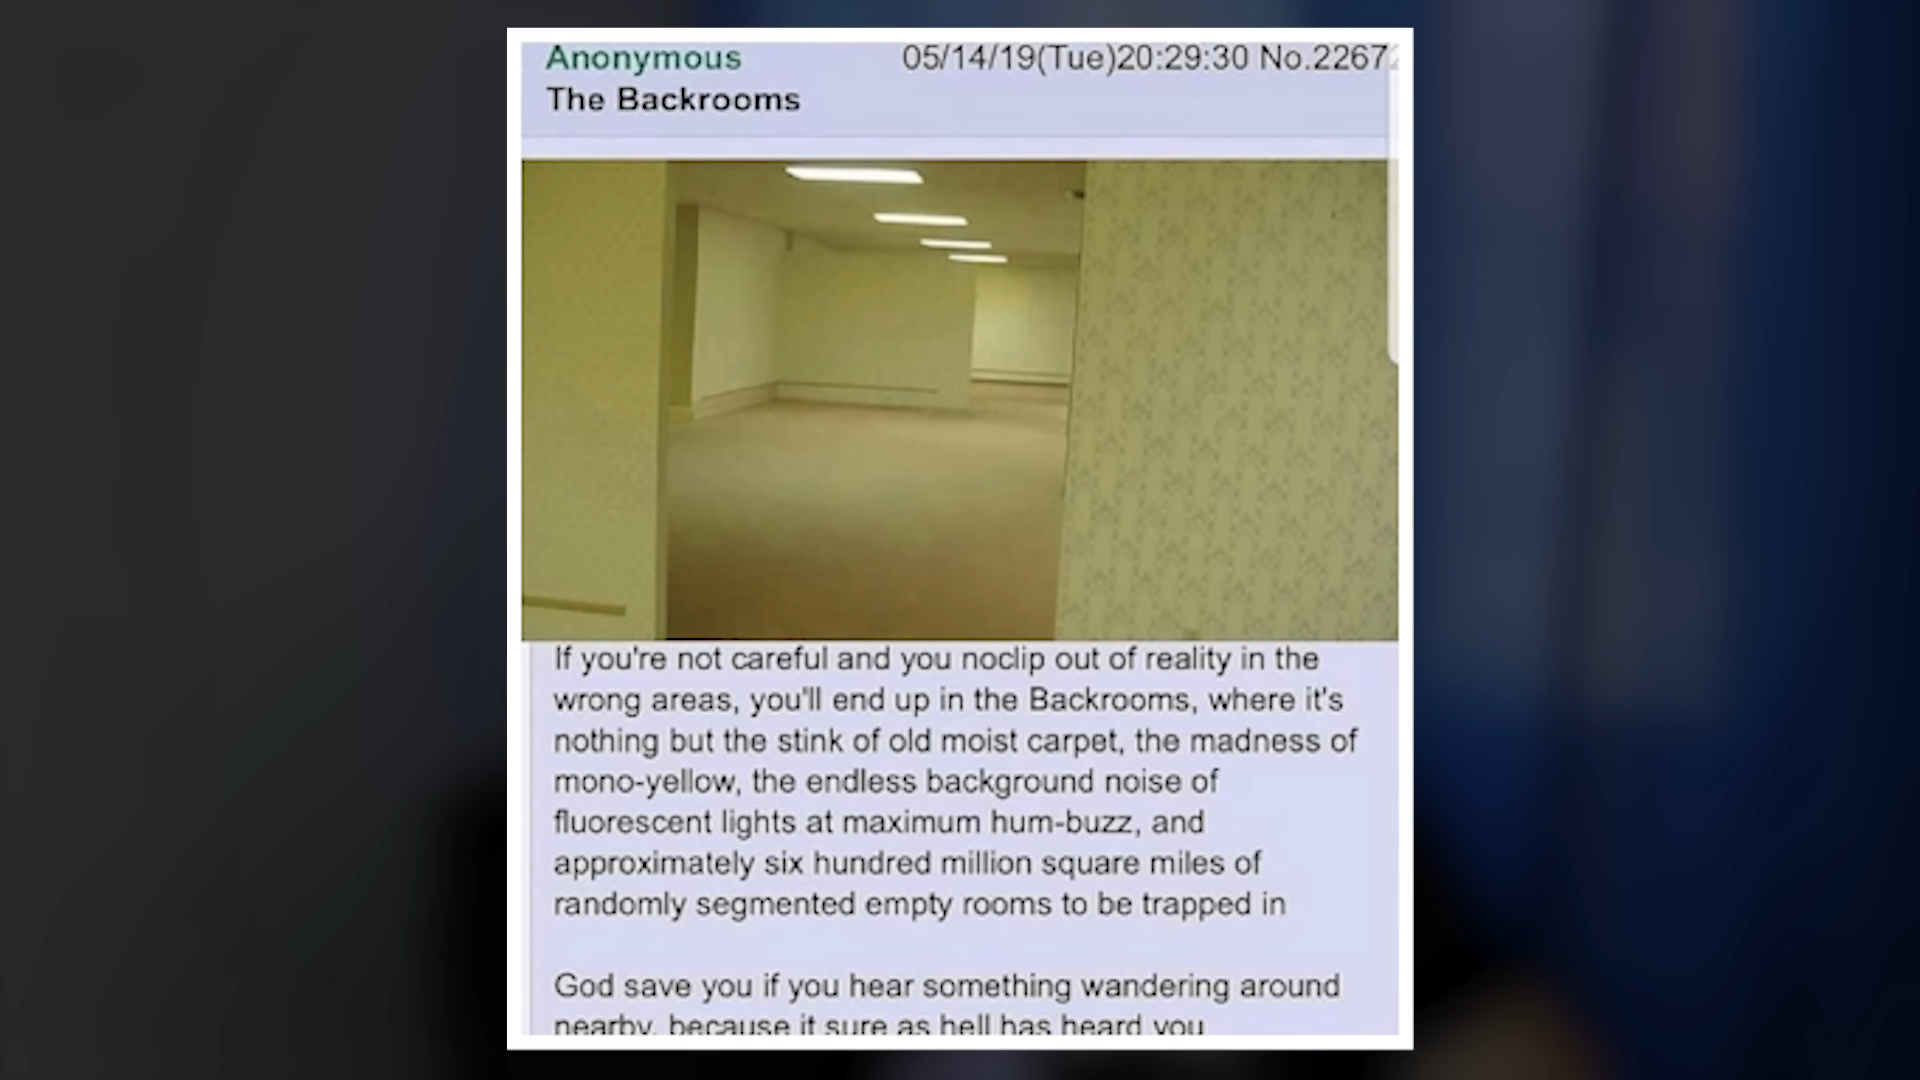 Anonymous 05/14/19(Tue)20:29:30 No.2267
The Backrooms
If you're not careful and you noclip out of reality in the
wrong areas, you'll end up in the Backrooms, where it's
nothing but the stink of old moist carpet, the madness of
mono-yellow, the endless background noise of
fluorescent lights at maximum hum-buzz, and
approximately six hundred million square miles of
randomly segmented empty rooms to be trapped in
God save you if you hear something wandering around
nearby, because it sure as hell has heard you